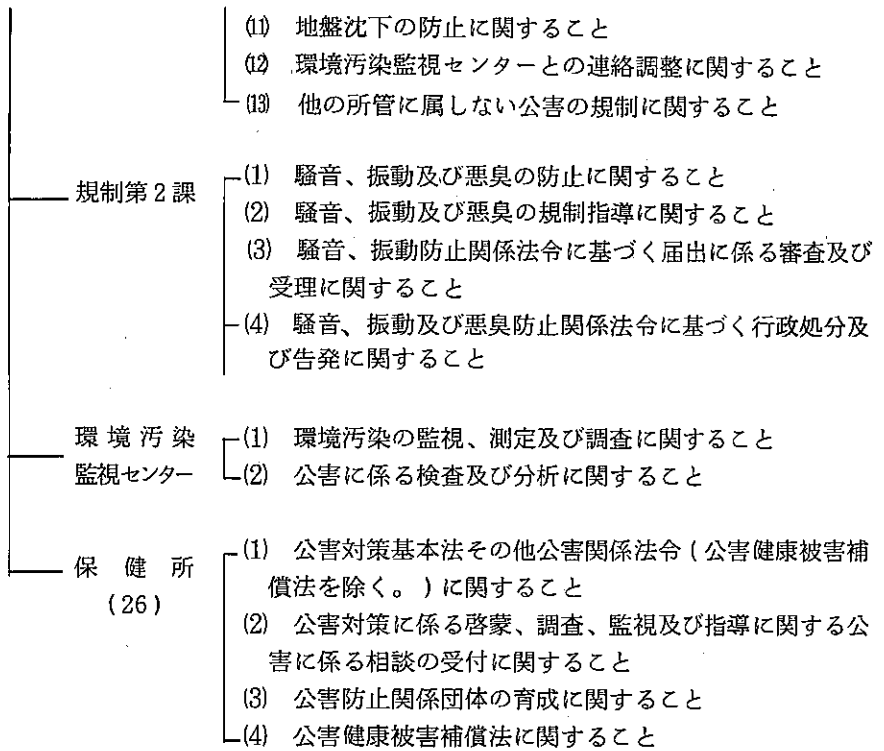 (11) 地盤沈下の防止に関すること
(12) 環境汚染監視センターとの連絡調整に関すること
(13) 他の所管に属しない公害の規制に関すること
規制第2課
(1) 騒音、振動及び悪臭の防止に関すること
(2) 騒音、振動及び悪臭の規制指導に関すること
(3) 騒音、振動防止関係法令に基づく届出に係る審査及び
受理に関すること
(4) 騒音、振動及び悪臭防止関係法令に基づく行政処分及
び告発に関すること
環境汚染
監視センター
(1) 環境汚染の監視、測定及び調査に関すること
(2) 公害に係る検査及び分析に関すること
保健所
(26)
(1) 公害対策基本法その他公害関係法令(公害健康被害補
償法を除く。)に関すること
(2) 公害対策に係る啓蒙、調査、監視及び指導に関する公
害に係る相談の受付に関すること
(3) 公害防止関係団体の育成に関すること
(4) 公害健康被害補償法に関すること